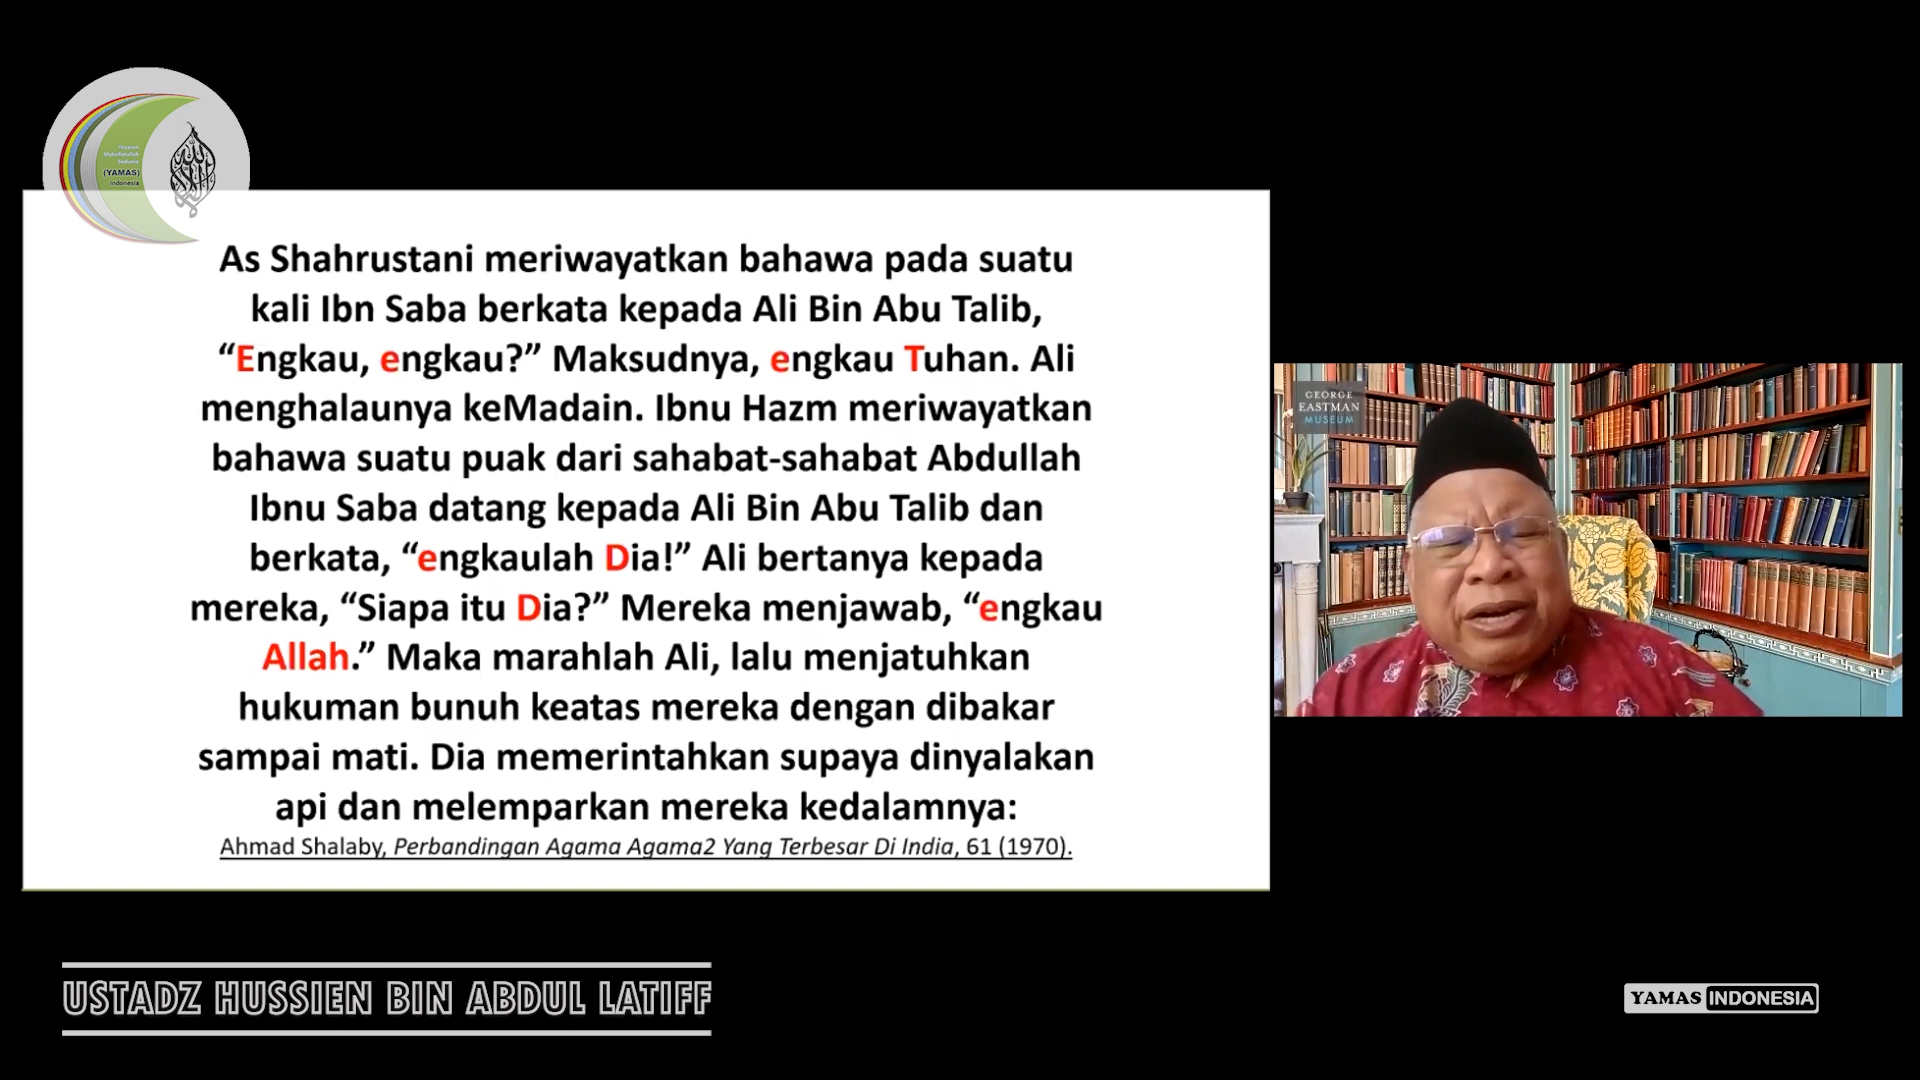 Yayasan
Makrifatullah
Sedunia
(YAMAS)
Indonesia
As Shahrustani meriwayatkan bahawa pada suatu
kali Ibn Saba berkata kepada Ali Bin Abu Talib,
“Engkau, engkau?” Maksudnya, engkau Tuhan. Ali
menghalaunya keMadain. Ibnu Hazm meriwayatkan
bahawa suatu puak dari sahabat-sahabat Abdullah
Ibnu Saba datang kepada Ali Bin Abu Talib dan
berkata, “engkaulah Dia!” Ali bertanya kepada
mereka, “Siapa itu Dia?” Mereka menjawab, “engkau
Allah.” Maka marahlah Ali, lalu menjatuhkan
hukuman bunuh keatas mereka dengan dibakar
sampai mati. Dia memerintahkan supaya dinyalakan
api dan melemparkan mereka kedalamnya:
Ahmad Shalaby, Perbandingan Agama Agama2 Yang Terbesar Di India, 61 (1970).
GEORGE
EASTMAN
MUSEUM
USTADZ HUSSIEN BIN ABDUL LATIFF
YAMAS INDONESIA